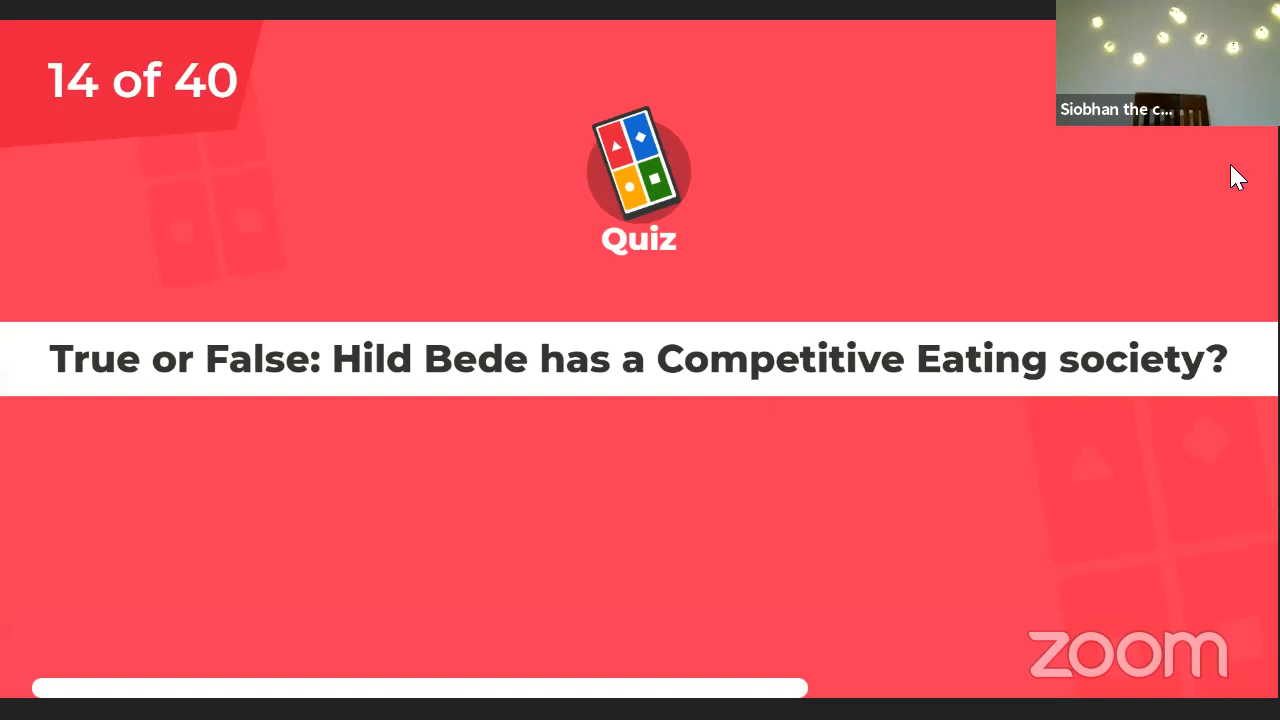 14 of 40
Siobhan the c...
Quiz
True or False: Hild Bede has a Competitive Eating society?
zoom